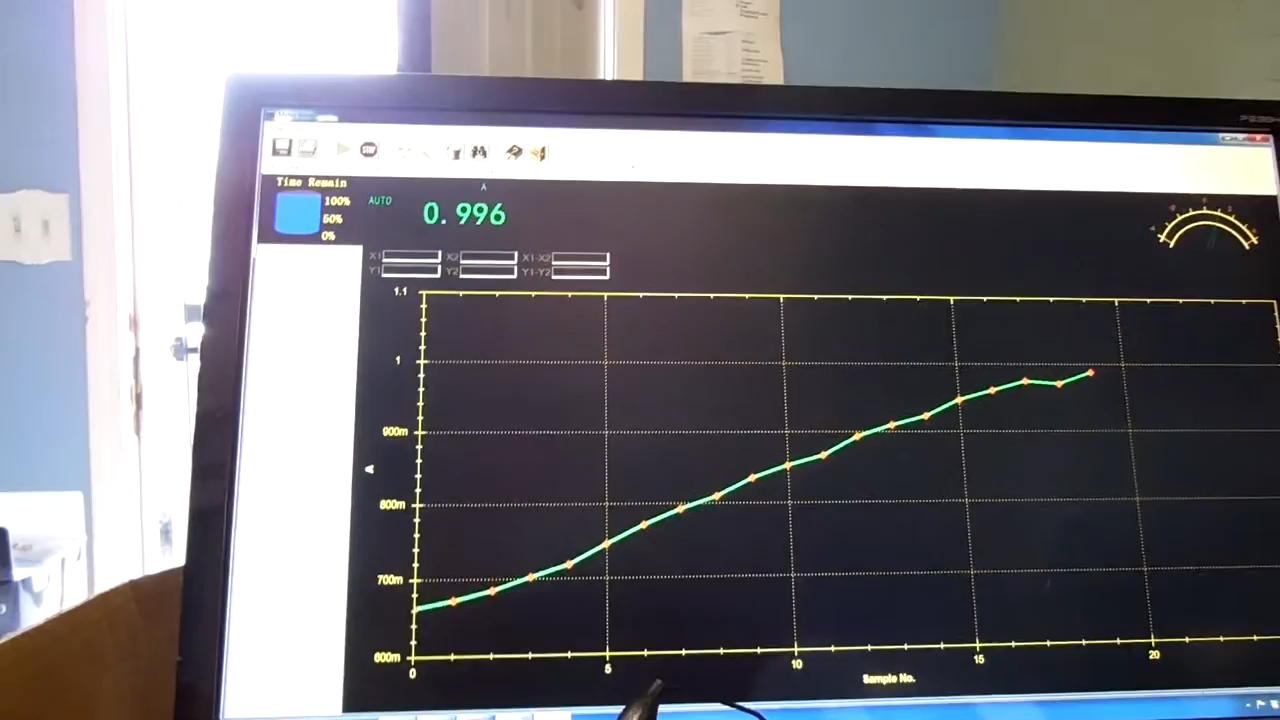 STOP
Time Remain
100%
50%
0%
AUTO
A
0.996
X1 X2 X1-X2
Y1 Y2 Y1-Y2
1.1
1
900m
A
800m
700m
600m
0 5 10 15 20
Sample No.